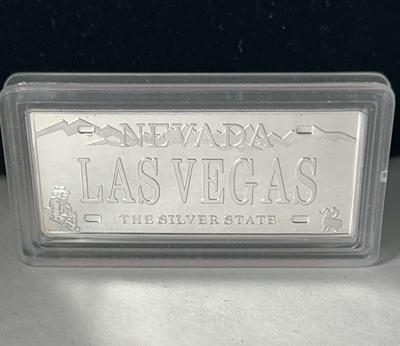 NEVADA
LAS VEGAS
THE SILVER STATE